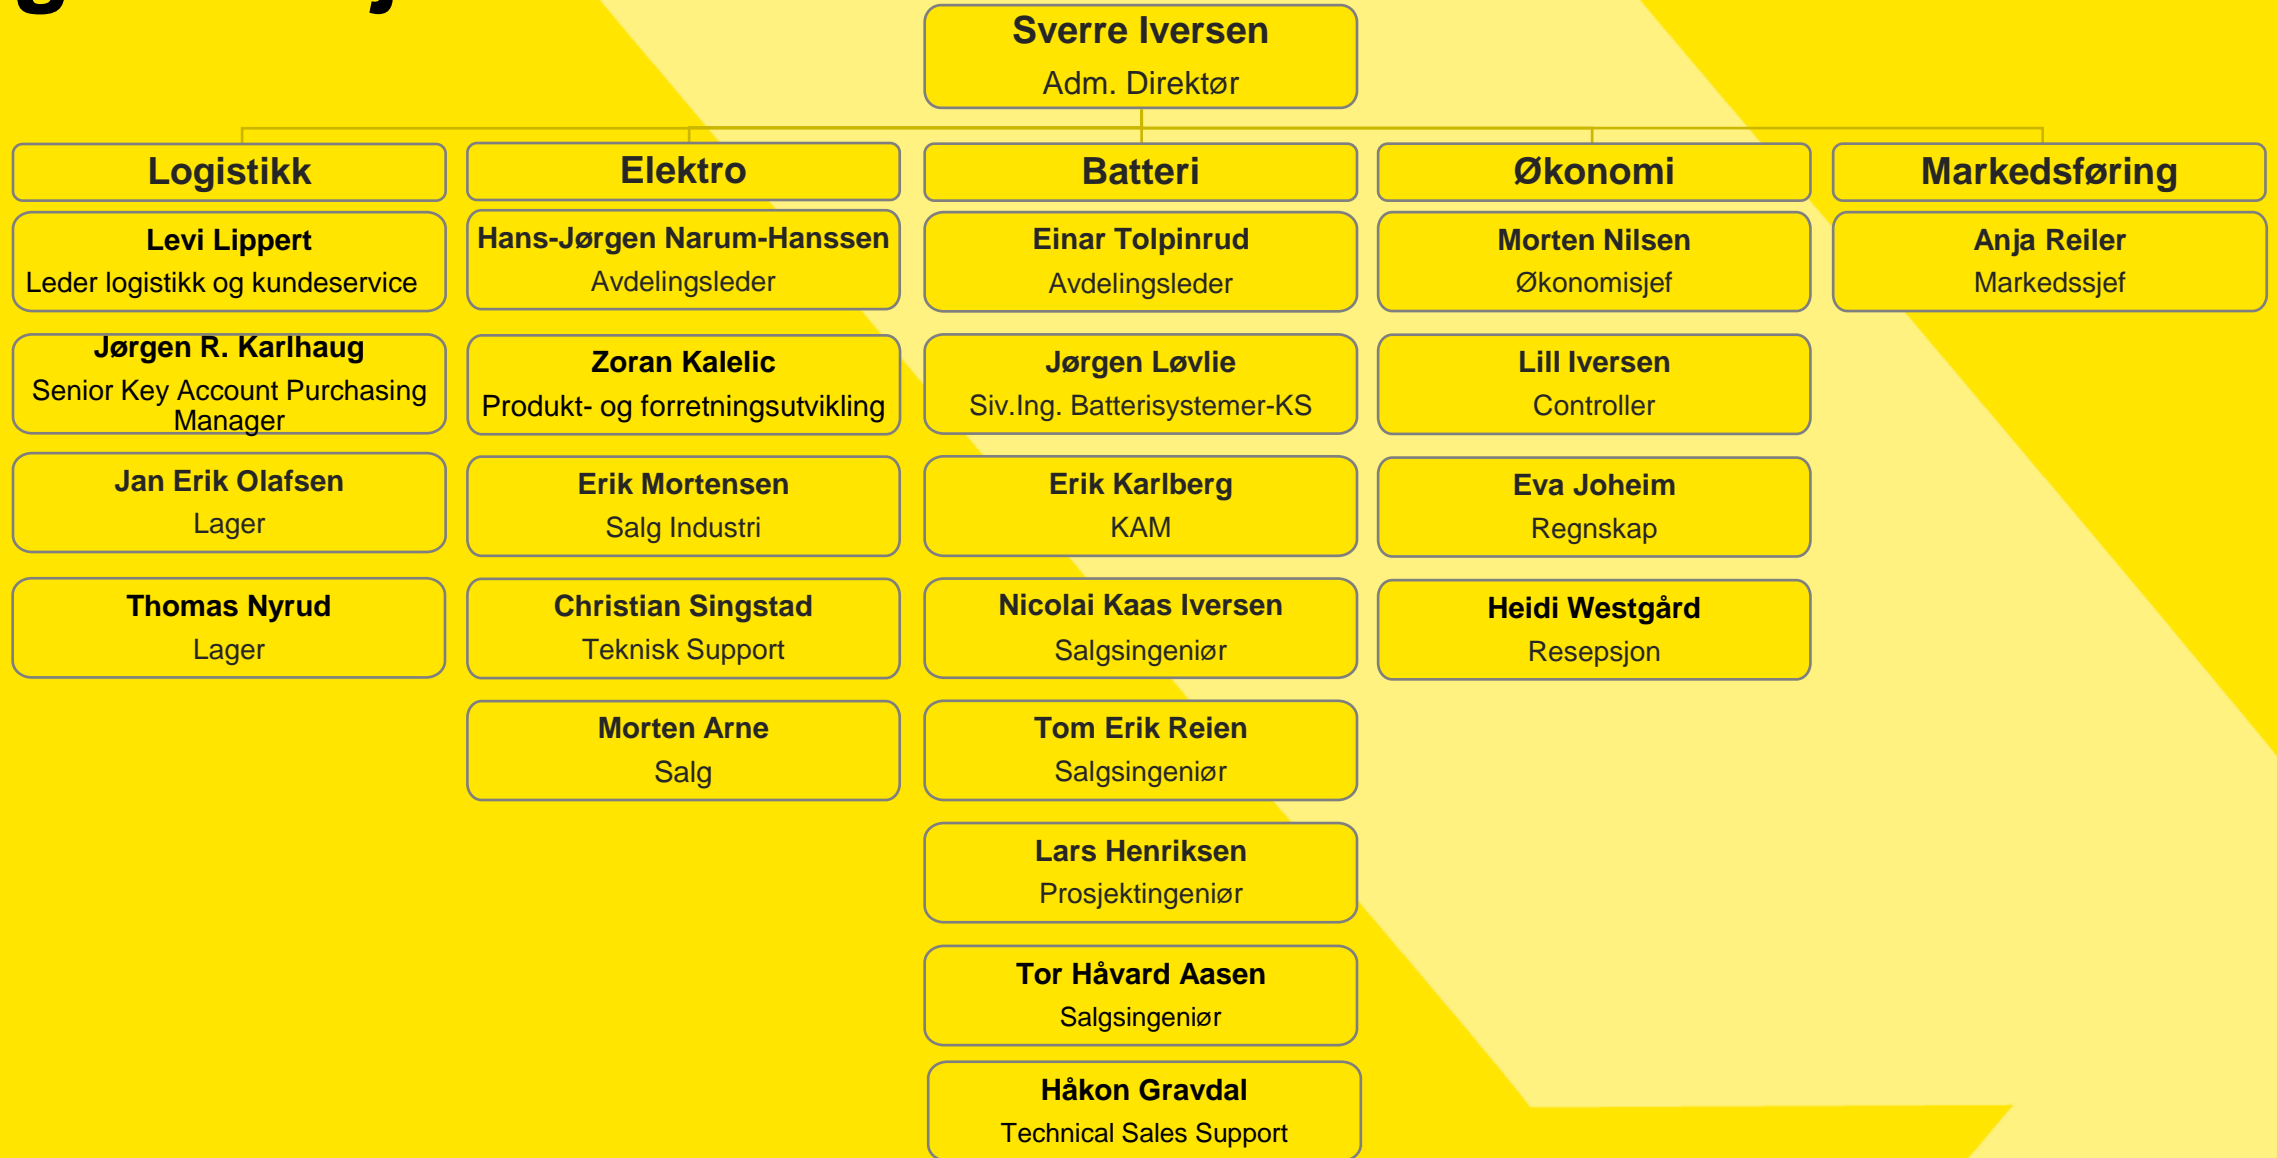 Sverre Iversen
Adm. Direktør
Logistikk
Levi Lippert
Leder logistikk og kundeservice
Jørgen R. Karlhaug
Senior Key Account Purchasing
Manager
Jan Erik Olafsen
Lager
Thomas Nyrud
Lager
Elektro
Hans-Jørgen Narum-Hanssen
Avdelingsleder
Zoran Kalelic
Produkt- og forretningsutvikling
Erik Mortensen
Salg Industri
Christian Singstad
Teknisk Support
Morten Arne
Salg
Batteri
Einar Tolpinrud
Avdelingsleder
Jørgen Løvlie
Siv.Ing. Batterisystemer-KS
Erik Karlberg
KAM
Nicolai Kaas Iversen
Salgsingeniør
Tom Erik Reien
Salgsingeniør
Lars Henriksen
Prosjektingeniør
Tor Håvard Aasen
Salgsingeniør
Håkon Gravdal
Technical Sales Support
Økonomi
Morten Nilsen
Økonomisjef
Lill Iversen
Controller
Eva Joheim
Regnskap
Heidi Westgård
Resepsjon
Markedsføring
Anja Reiler
Markedssjef